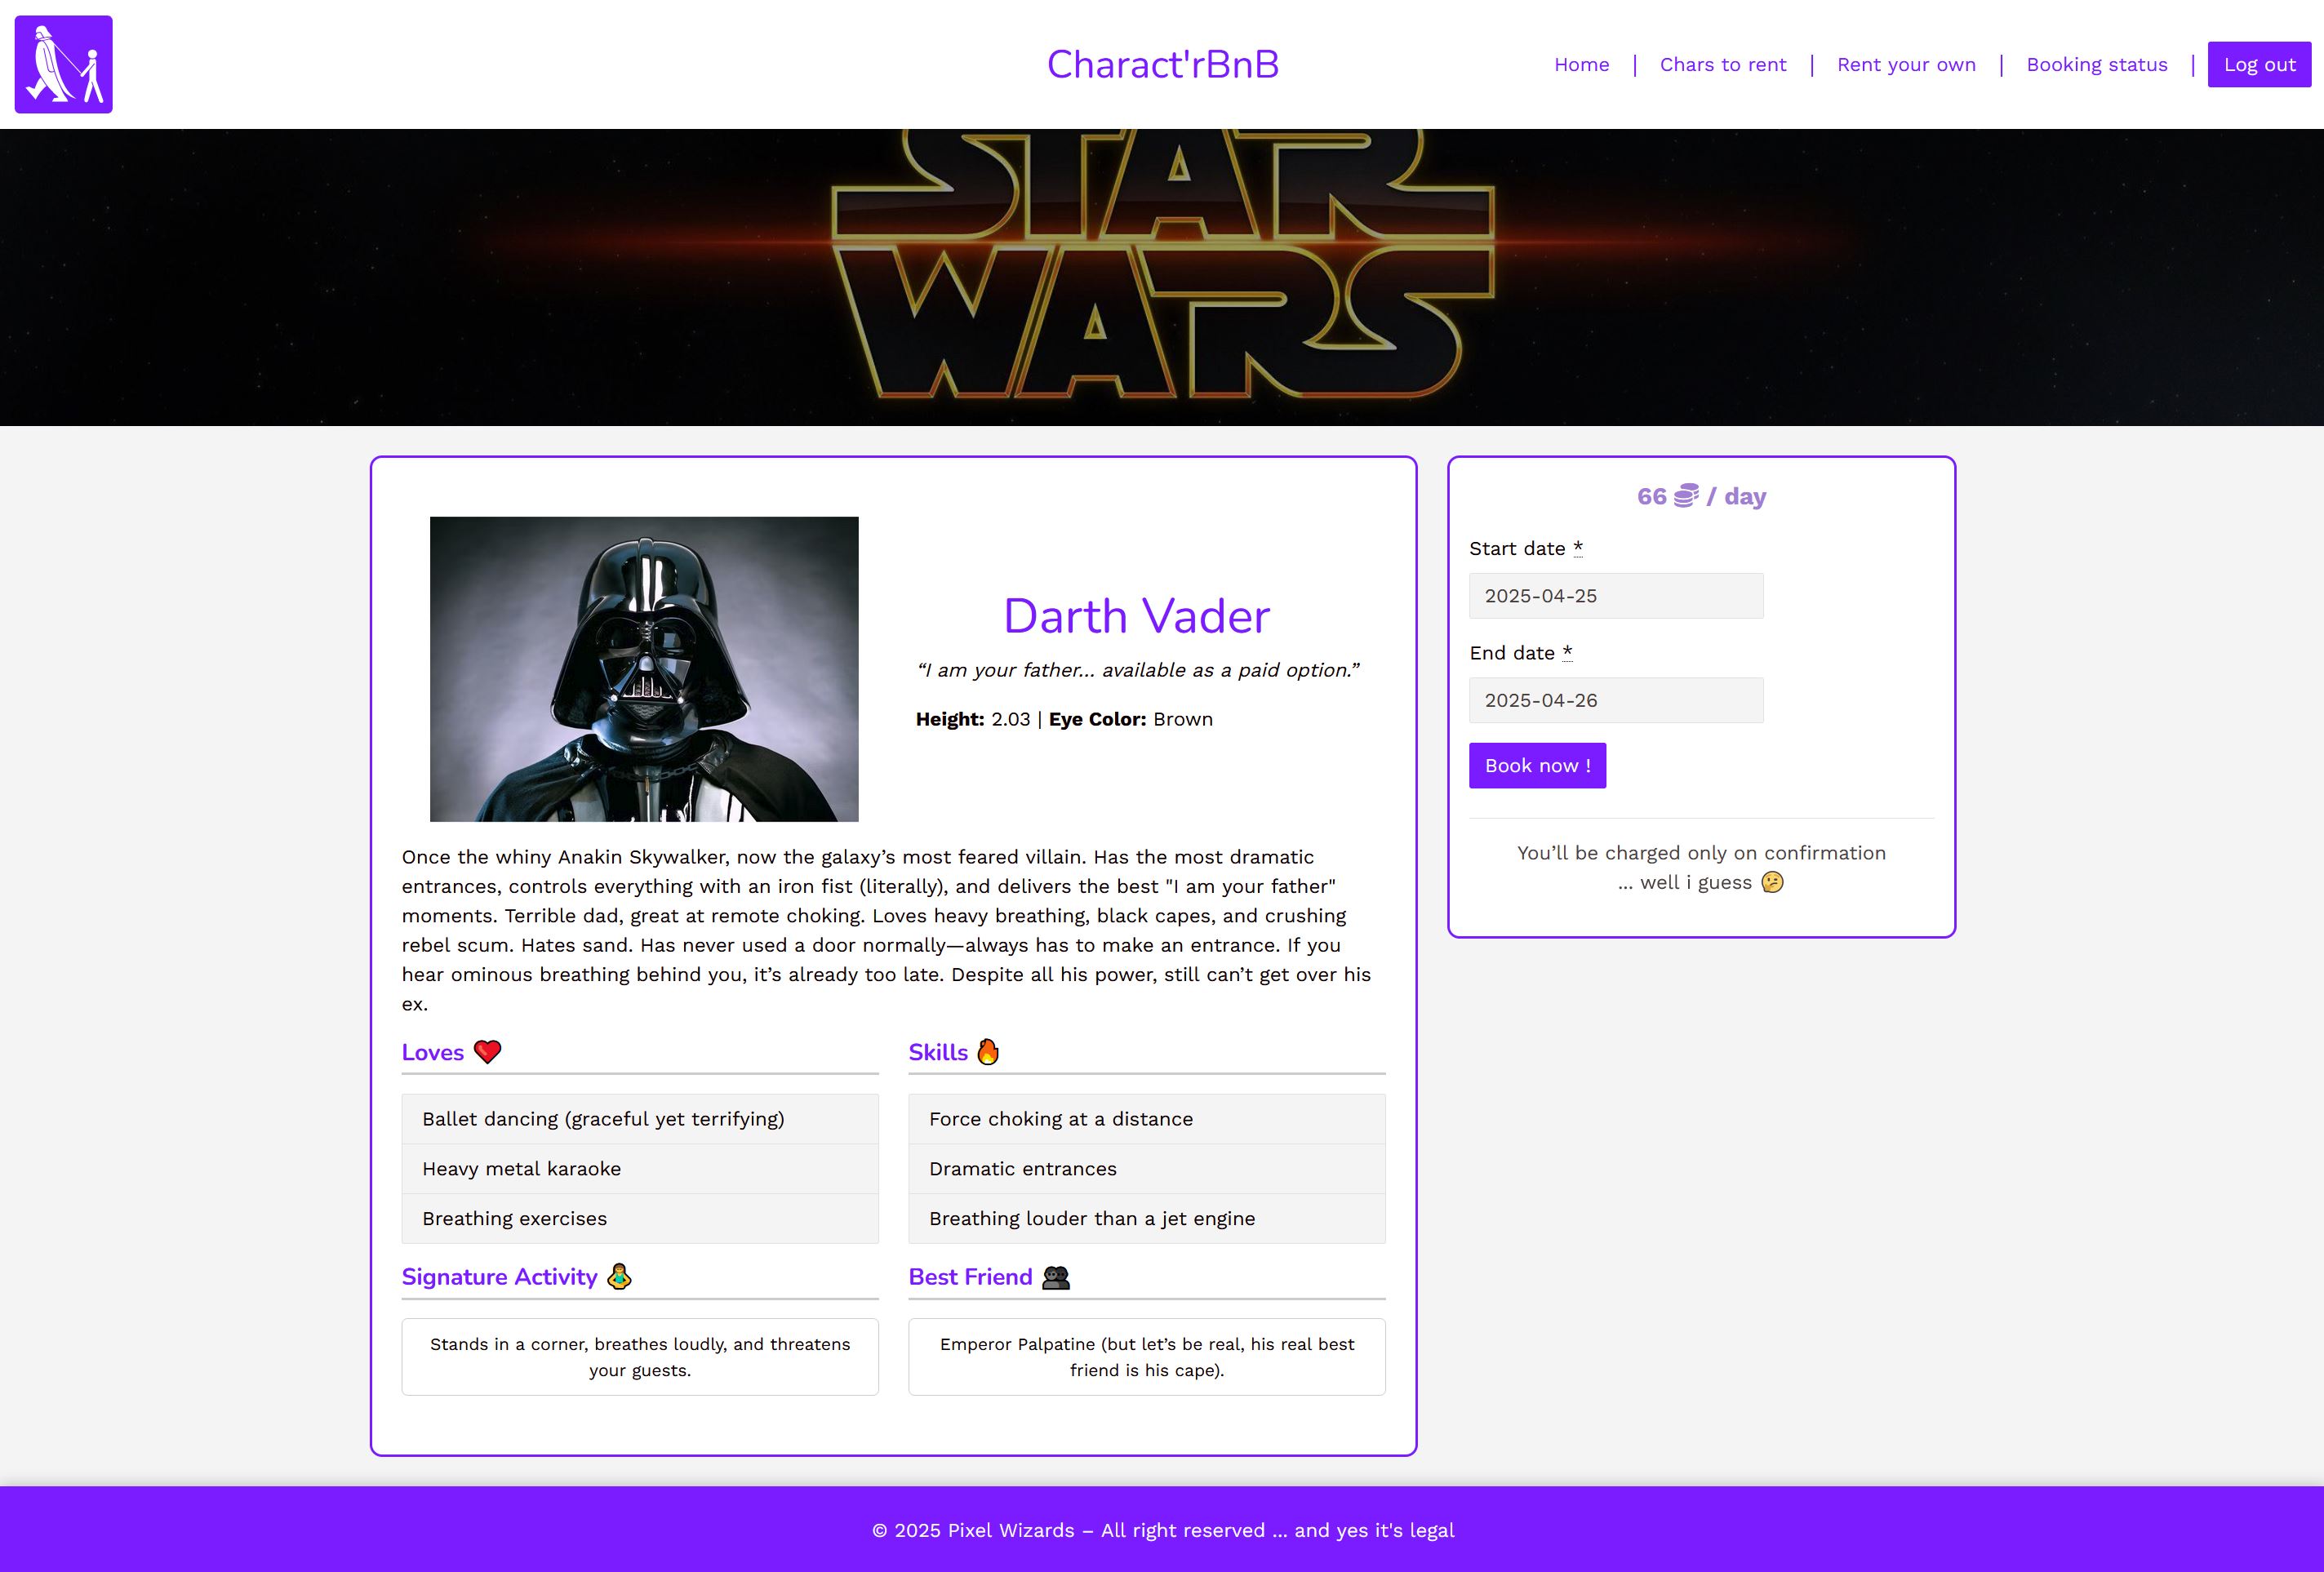 Charact'rBnB
Home | Chars to rent | Rent your own | Booking status | Log out
STAR
WARS
Darth Vader
“I am your father... available as a paid option.”
Height: 2.03 | Eye Color: Brown
Once the whiny Anakin Skywalker, now the galaxy’s most feared villain. Has the most dramatic
entrances, controls everything with an iron fist (literally), and delivers the best "I am your father"
moments. Terrible dad, great at remote choking. Loves heavy breathing, black capes, and crushing
rebel scum. Hates sand. Has never used a door normally—always has to make an entrance. If you
hear ominous breathing behind you, it’s already too late. Despite all his power, still can’t get over his
ex.
Loves ❤️
Ballet dancing (graceful yet terrifying)
Heavy metal karaoke
Breathing exercises
Skills 🔥
Force choking at a distance
Dramatic entrances
Breathing louder than a jet engine
Signature Activity
Stands in a corner, breathes loudly, and threatens
your guests.
Best Friend 👥
Emperor Palpatine (but let’s be real, his real best
friend is his cape).
66 / day
Start date *
2025-04-25
End date *
2025-04-26
Book now !
You’ll be charged only on confirmation
... well i guess 🤔
© 2025 Pixel Wizards – All right reserved ... and yes it's legal